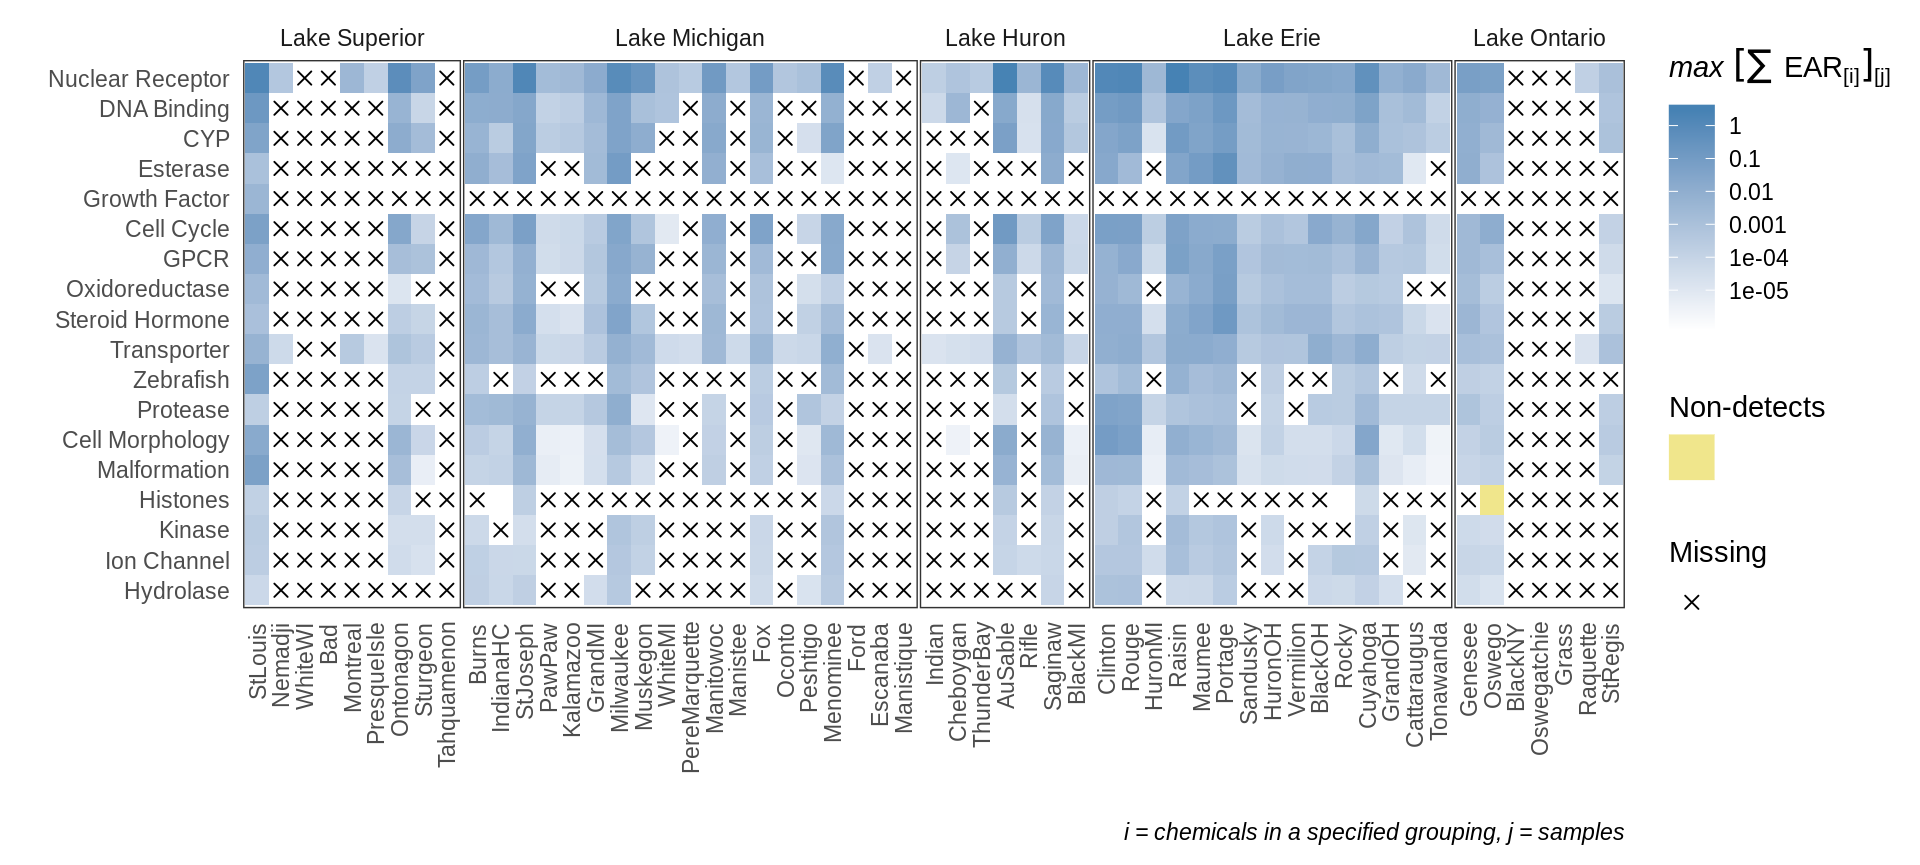 Lake Superior Lake Michigan Lake Huron Lake Erie Lake Ontario
Nuclear Receptor
DNA Binding
CYP
Esterase
Growth Factor
Cell Cycle
GPCR
Oxidoreductase
Steroid Hormone
Transporter
Zebrafish
Protease
Cell Morphology
Malformation
Histones
Kinase
Ion Channel
Hydrolase
StLouis
Nemadji
WhiteWI
Bad
Montreal
PresqueIsle
Ontonagon
Sturgeon
Tahquamenon
Burns
IndianaHC
StJoseph
PawPaw
Kalamazoo
GrandMI
Milwaukee
Muskegon
WhiteMI
PereMarquette
Manitowoc
Manistee
Fox
Oconto
Peshtigo
Menominee
Ford
Escanaba
Manistique
Indian
Cheboygan
ThunderBay
AuSable
Rifle
Saginaw
BlackMI
Clinton
Rouge
HuronMI
Raisin
Maumee
Portage
Sandusky
HuronOH
Vermilion
BlackOH
Rocky
Cuyahoga
GrandOH
Cattaraugus
Tonawanda
Genesee
Oswego
BlackNY
Oswegatchie
Grass
Raquette
StRegis
max [∑ EAR[i]][j]
1
0.1
0.01
0.001
1e-04
1e-05
Non-detects
Missing
i = chemicals in a specified grouping, j = samples